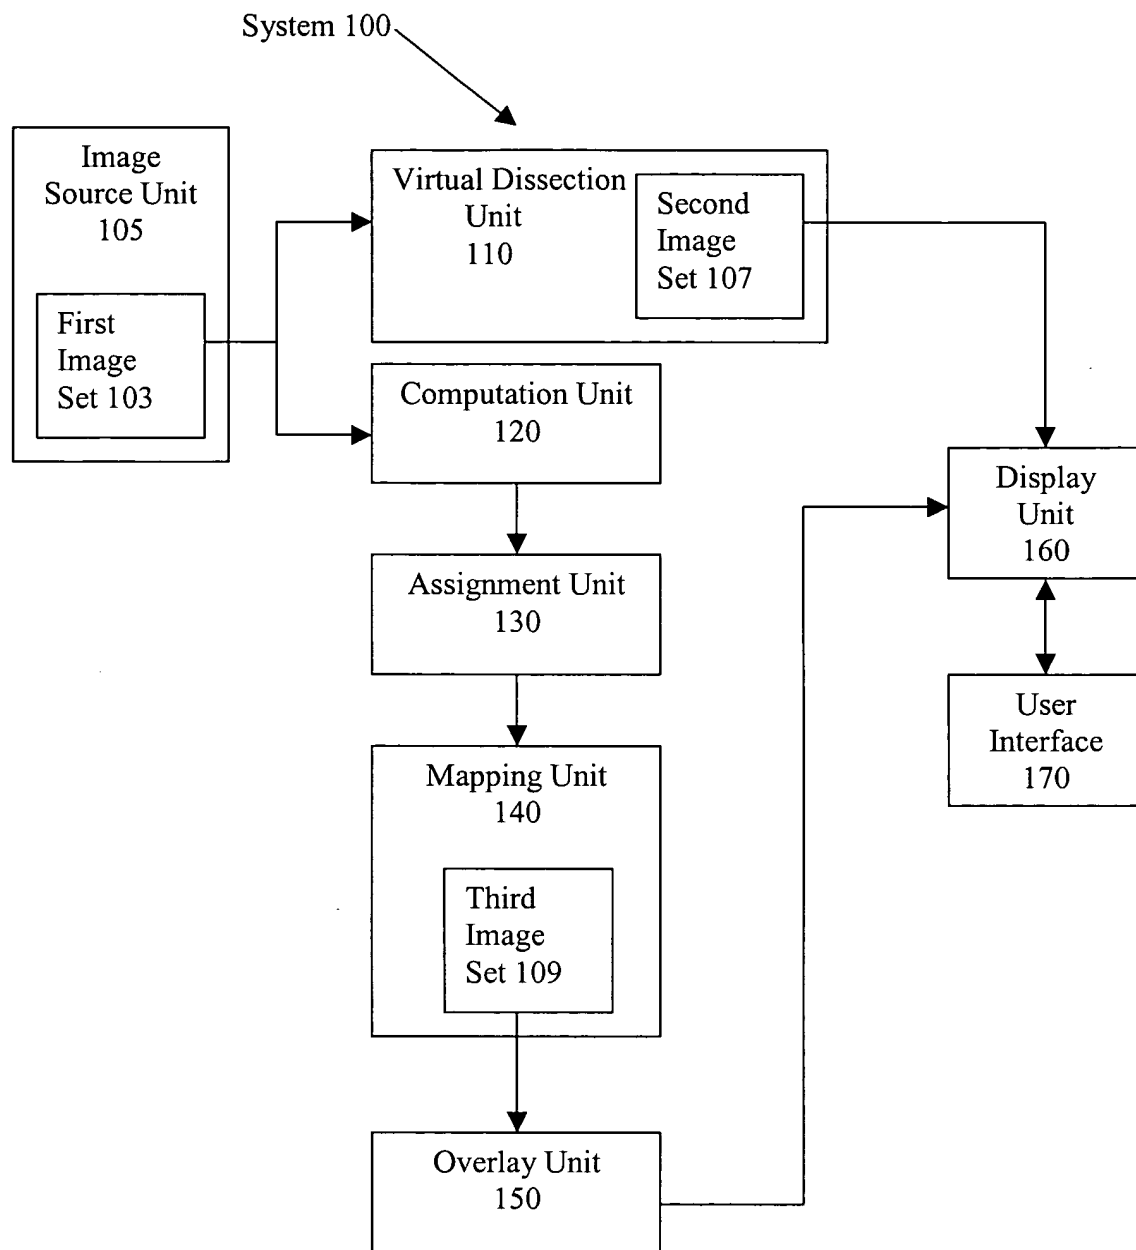 System 100
Image
Source Unit
105
First
Image
Set 103
Virtual Dissection
Unit
110
Second
Image
Set 107
Computation Unit
120
Assignment Unit
130
Mapping Unit
140
Third
Image
Set 109
Overlay Unit
150
Display
Unit
160
User
Interface
170